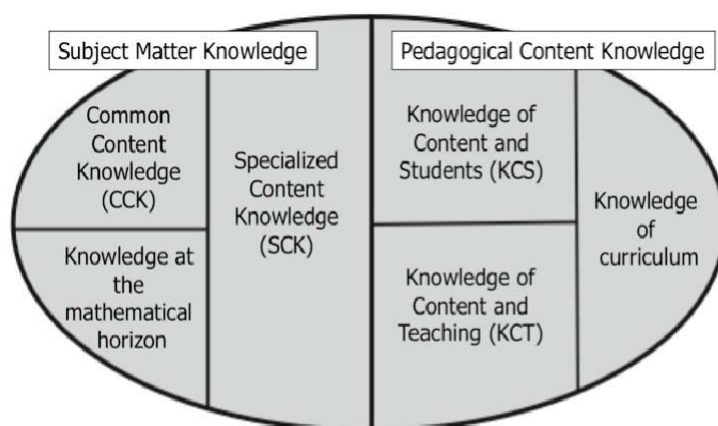 Subject Matter Knowledge
Pedagogical Content Knowledge
Common
Content
Knowledge
(CCK)
Knowledge at
the
mathematical
horizon
Specialized
Content
Knowledge
(SCK)
Knowledge of
Content and
Students (KCS)
Knowledge of
Content and
Teaching (KCT)
Knowledge
of
curriculum